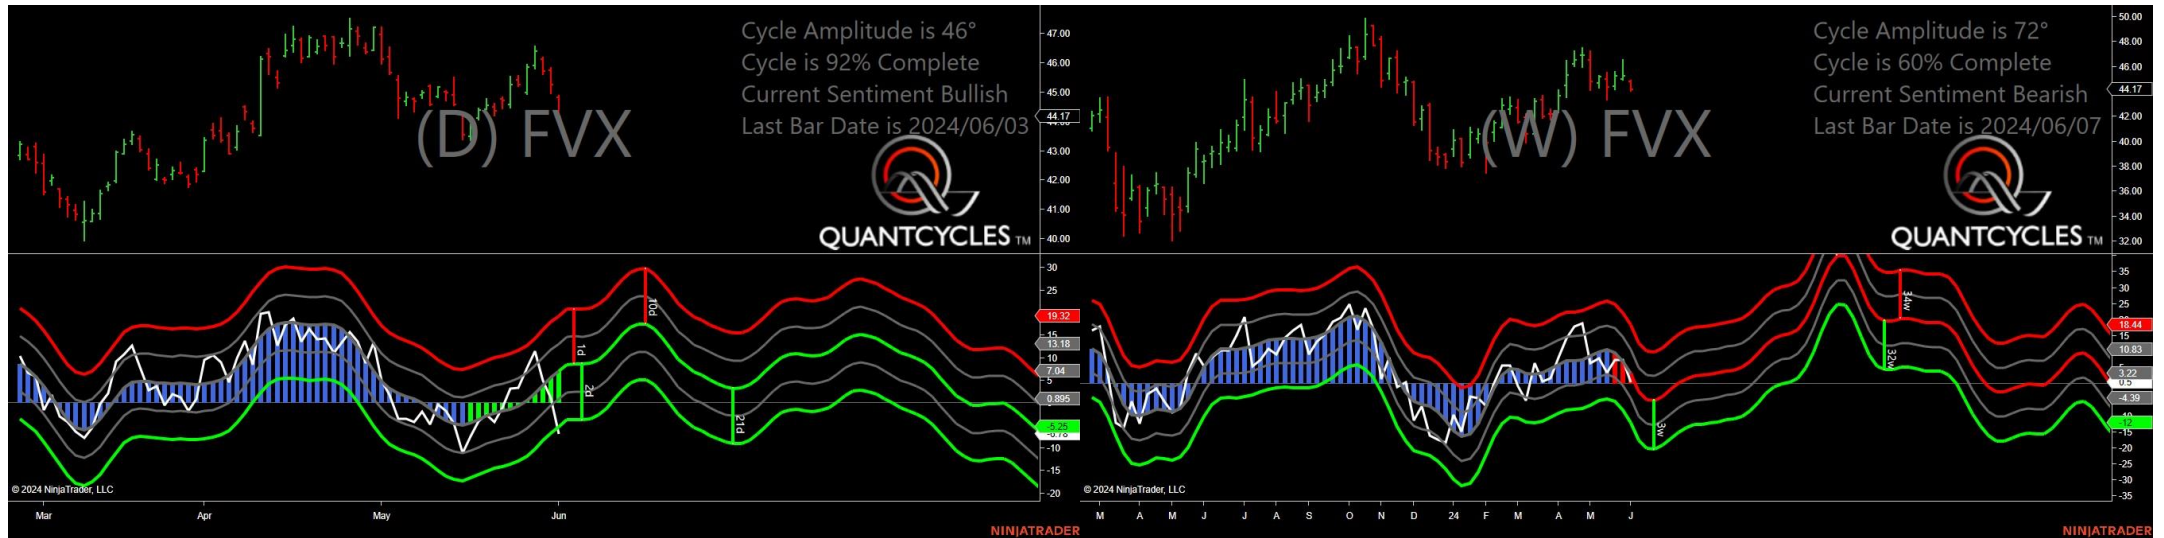 Cycle Amplitude is 46°
Cycle is 92% Complete
Current Sentiment Bullish
Last Bar Date is 2024/06/03
(D) FVX
QUANTCYCLES TM
47.00
46.00
45.00
44.17
43.00
42.00
41.00
40.00
30
25
19.32
15
13.18
10
7.04
5
0.895
-5.25
-6.78
-10
-15
-20
1d
2d
10d
21d
© 2024 NinjaTrader, LLC
Mar
Apr
May
Jun
NINJATRADER
Cycle Amplitude is 72°
Cycle is 60% Complete
Current Sentiment Bearish
Last Bar Date is 2024/06/07
(W) FVX
QUANTCYCLES TM
50.00
48.00
46.00
44.17
42.00
40.00
38.00
36.00
34.00
32.00
35
30
25
18.44
10.83
3.22
0.5
-4.39
-12
-15
-20
-25
-30
-35
3w
32w
34w
© 2024 NinjaTrader, LLC
M A M J J A S O N D 24 F M A M J
NINJATRADER